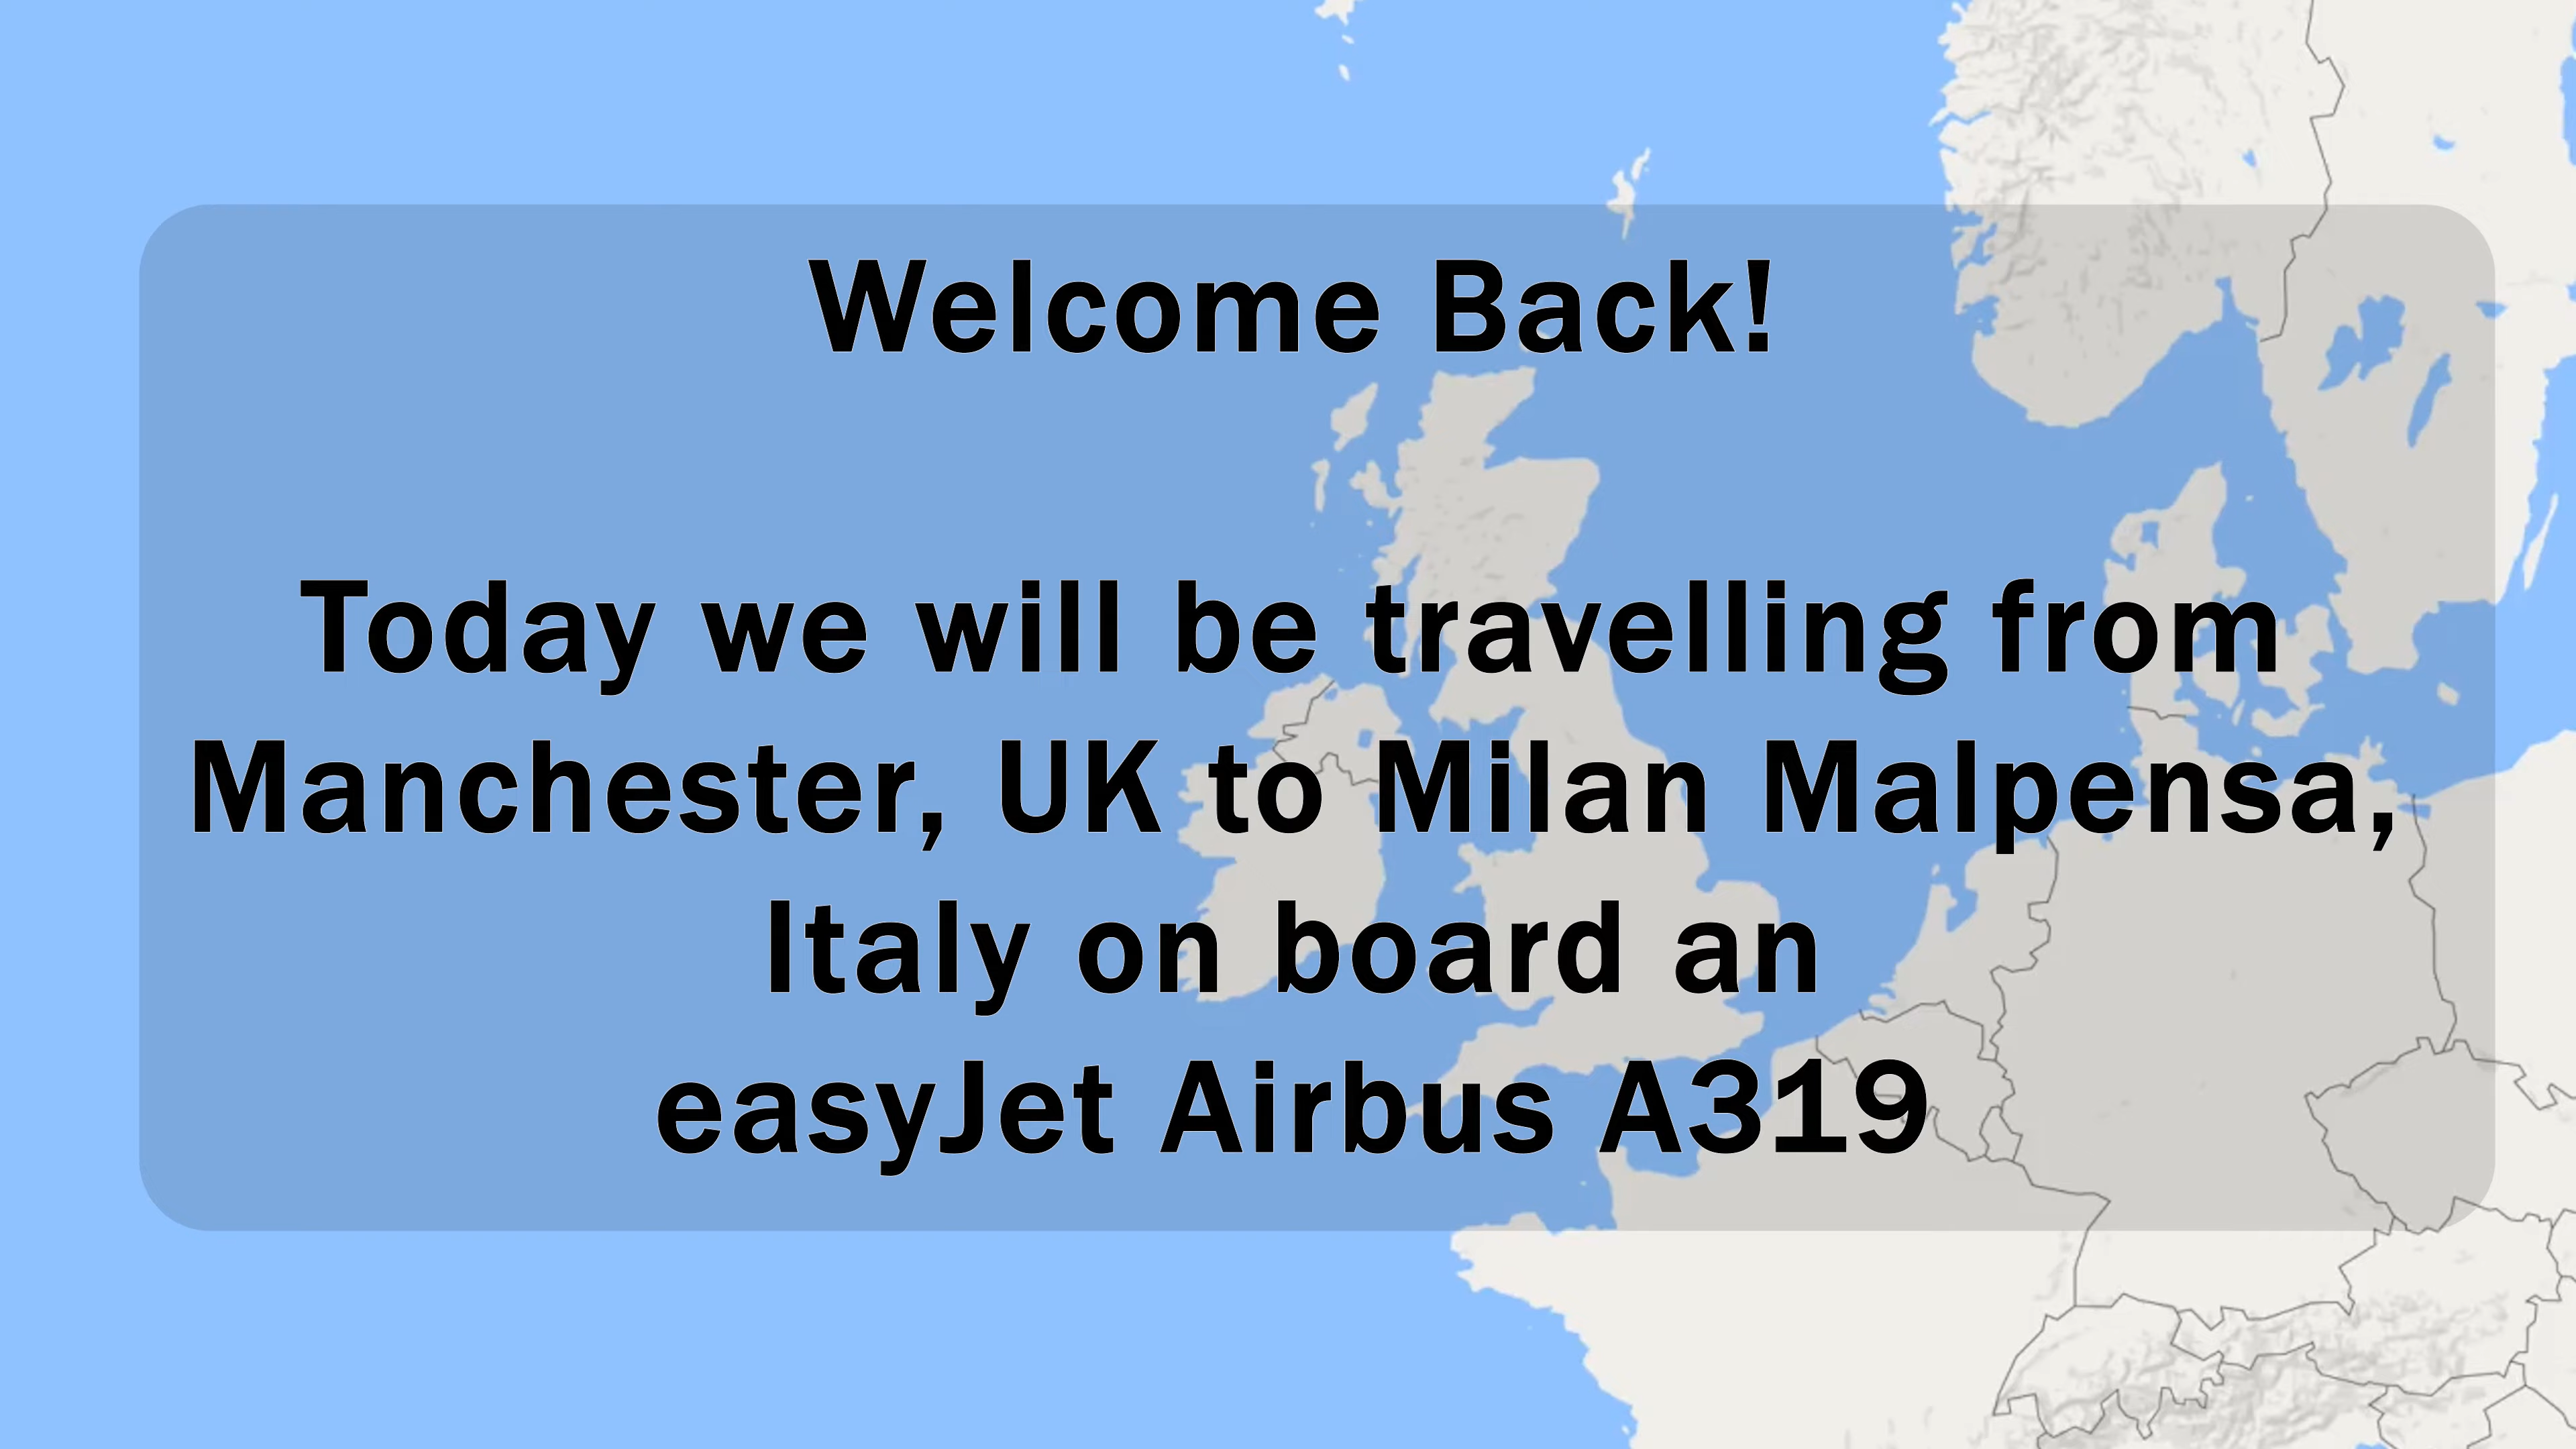 Welcome Back!
Today we will be travelling from
Manchester, UK to Milan Malpensa,
Italy on board an
easyJet Airbus A319